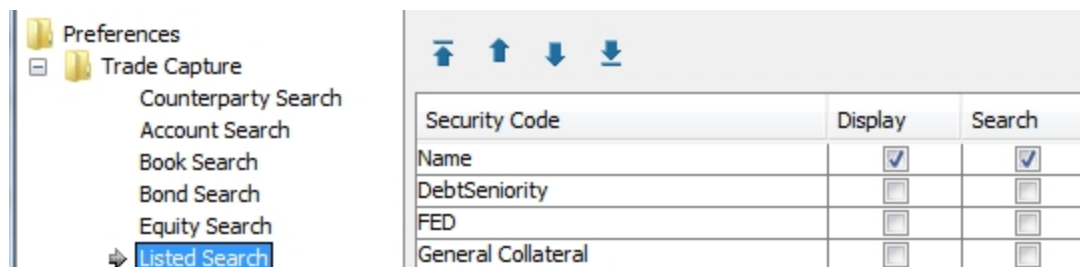 Preferences
Trade Capture
Counterparty Search
Account Search
Book Search
Bond Search
Equity Search
Listed Search
Security Code Display Search
Name
DebtSeniority
FED
General Collateral